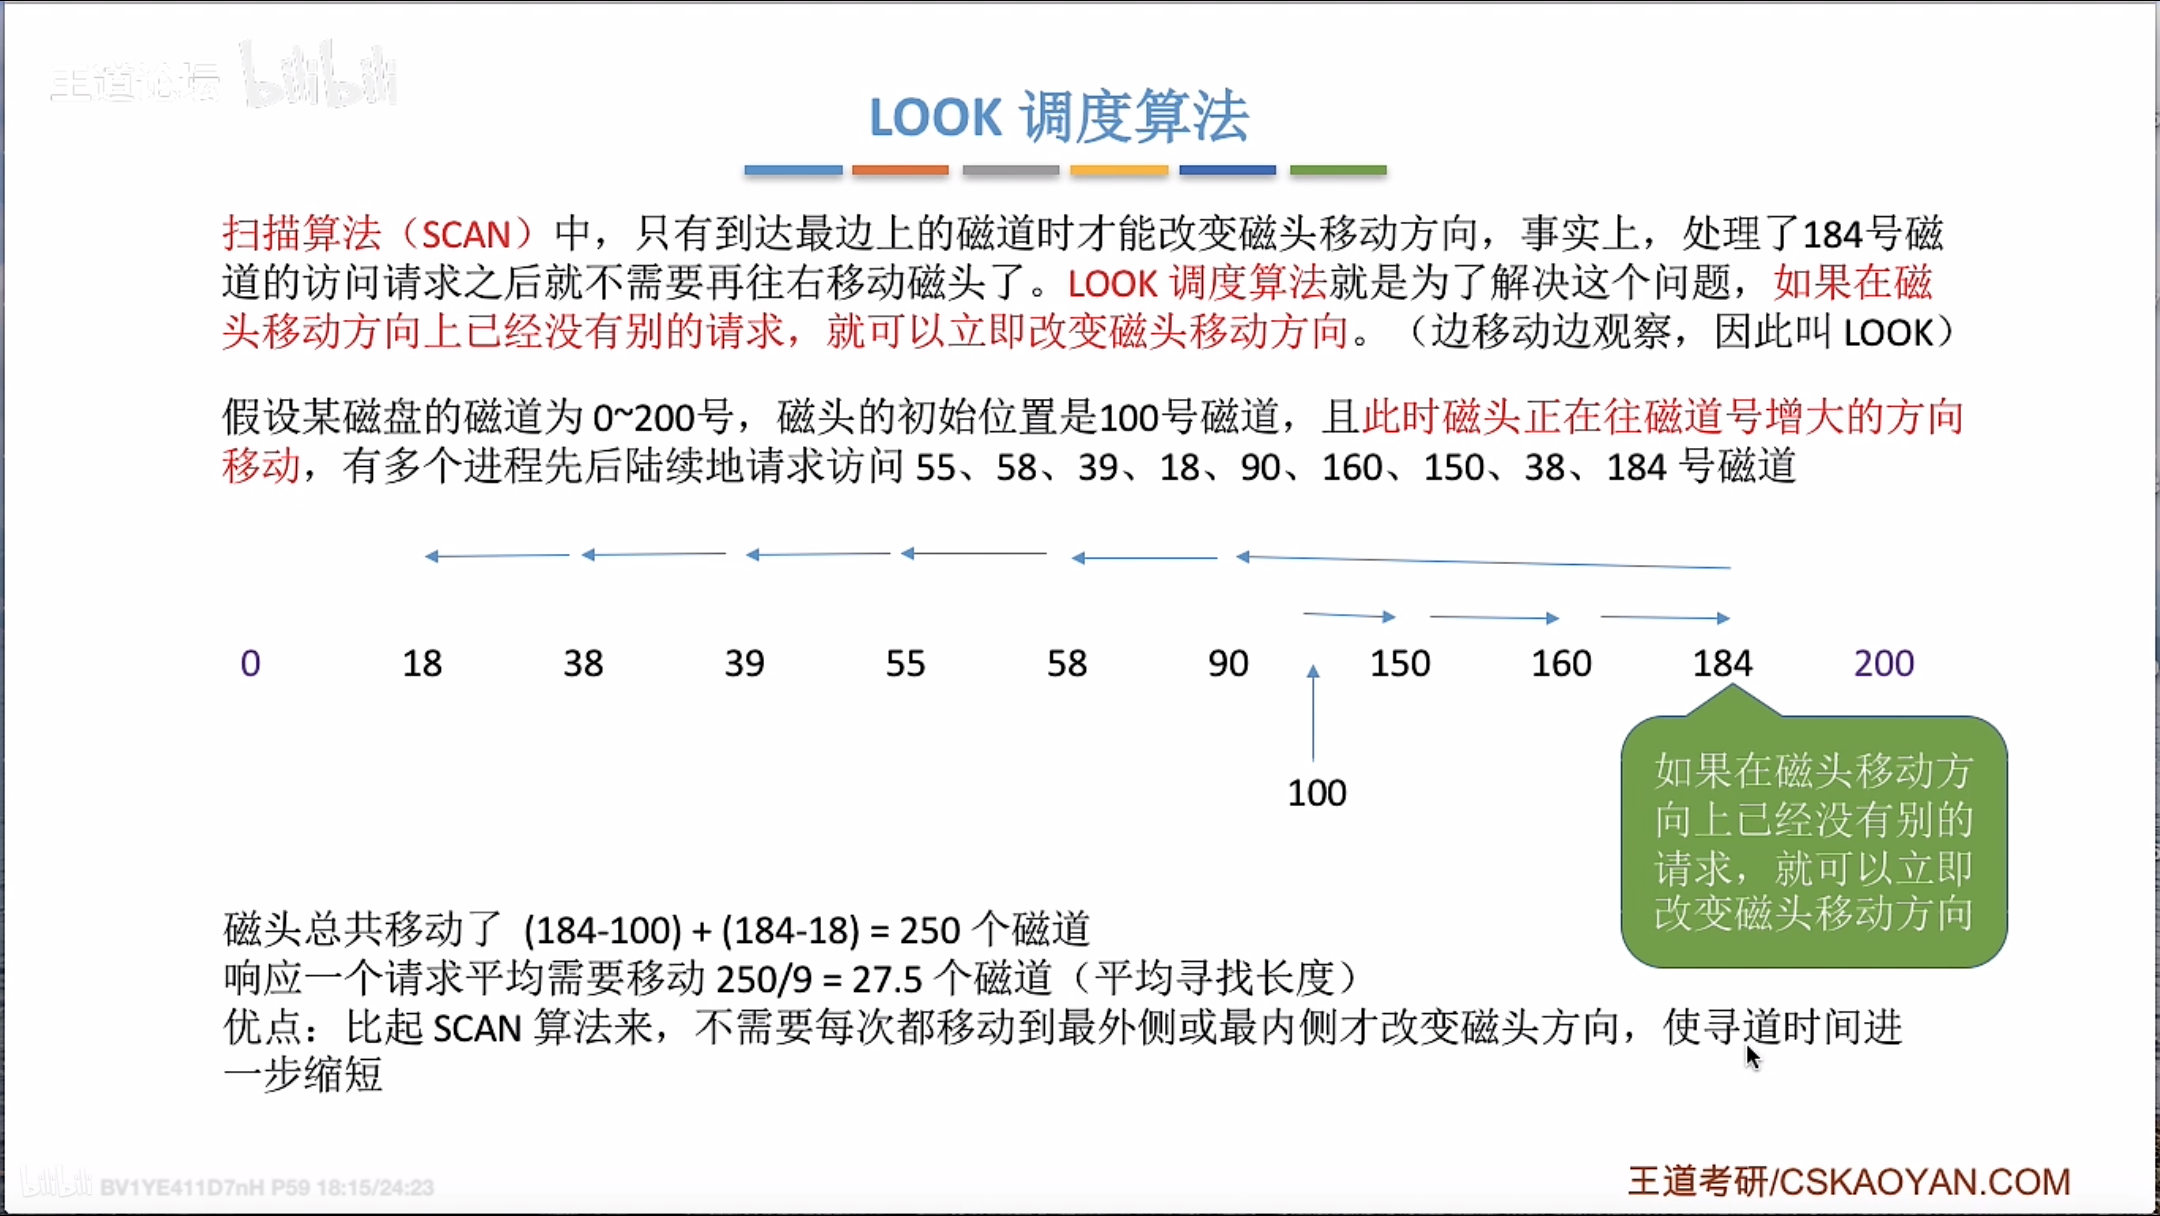 王道论坛 bilibili
LOOK 调度算法
扫描算法（SCAN）中，只有到达最边上的磁道时才能改变磁头移动方向，事实上，处理了184号磁
道的访问请求之后就不需要再往右移动磁头了。LOOK 调度算法就是为了解决这个问题，如果在磁
头移动方向上已经没有别的请求，就可以立即改变磁头移动方向。（边移动边观察，因此叫 LOOK）
假设某磁盘的磁道为 0~200号，磁头的初始位置是100号磁道，且此时磁头正在往磁道号增大的方向
移动，有多个进程先后陆续地请求访问 55、58、39、18、90、160、150、38、184 号磁道
0 18 38 39 55 58 90 150 160 184 200
100
如果在磁头移动方
向上已经没有别的
请求，就可以立即
改变磁头移动方向
磁头总共移动了 (184-100) + (184-18) = 250 个磁道
响应一个请求平均需要移动 250/9 = 27.5 个磁道（平均寻找长度）
优点：比起 SCAN 算法来，不需要每次都移动到最外侧或最内侧才改变磁头方向，使寻道时间进
一步缩短
bilibili BV1YE411D7nH P59 18:15/24:23
王道考研/CSKAOYAN.COM